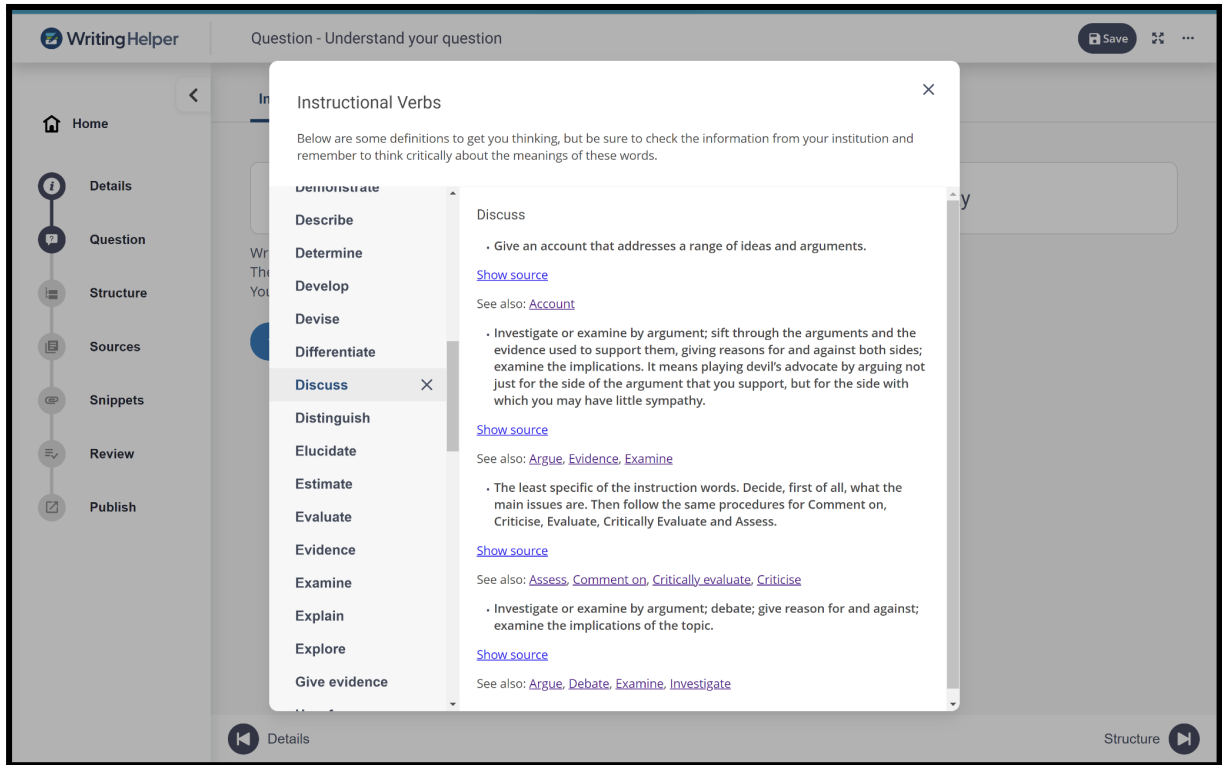 WritingHelper
Question - Understand your question
Save
Home
Details
Question
Structure
Sources
Snippets
Review
Publish
In
y
Wr
The
You
Instructional Verbs
Below are some definitions to get you thinking, but be sure to check the information from your institution and
remember to think critically about the meanings of these words.
Demonstrate
Describe
Determine
Develop
Devise
Differentiate
Discuss
Distinguish
Elucidate
Estimate
Evaluate
Evidence
Examine
Explain
Explore
Give evidence
Discuss
• Give an account that addresses a range of ideas and arguments.
Show source
See also: Account
• Investigate or examine by argument; sift through the arguments and the
evidence used to support them, giving reasons for and against both sides;
examine the implications. It means playing devil's advocate by arguing not
just for the side of the argument that you support, but for the side with
which you may have little sympathy.
Show source
See also: Argue, Evidence, Examine
• The least specific of the instruction words. Decide, first of all, what the
main issues are. Then follow the same procedures for Comment on,
Criticise, Evaluate, Critically Evaluate and Assess.
Show source
See also: Assess, Comment on, Critically evaluate, Criticise
• Investigate or examine by argument; debate; give reason for and against;
examine the implications of the topic.
Show source
See also: Argue, Debate, Examine, Investigate
Details
Structure